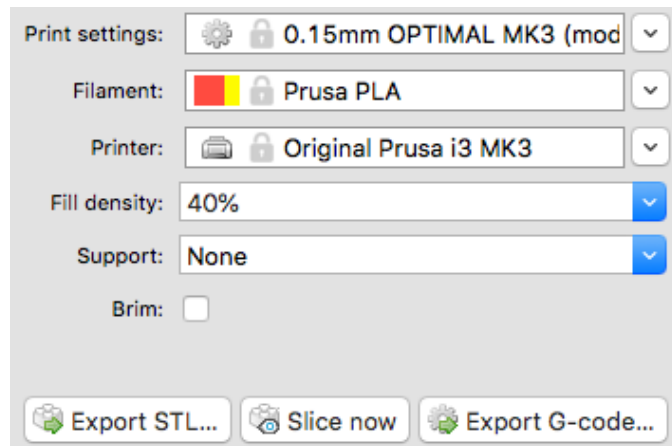 Print settings: 0.15mm OPTIMAL MK3 (mod
Filament: Prusa PLA
Printer: Original Prusa i3 MK3
Fill density: 40%
Support: None
Brim:
Export STL... Slice now Export G-code...